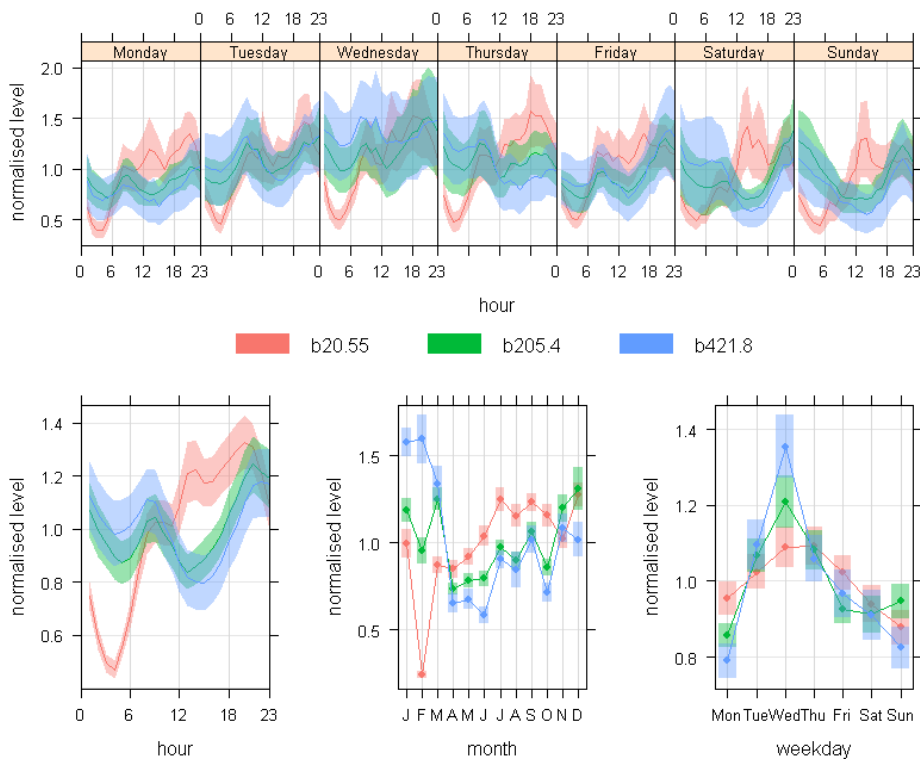 0 6 12 18 23 0 6 12 18 23 0 6 12 18 23
Monday Tuesday Wednesday Thursday Friday Saturday Sunday
normalised level
2.0
1.5
1.0
0.5
0 6 12 18 23 0 6 12 18 23 0 6 12 18 23 0 6 12 18 23
hour
b20.55 b205.4 b421.8
normalised level
1.4
1.2
1.0
0.8
0.6
0 6 12 18 23
hour
normalised level
1.5
1.0
0.5
J F M A M J J A S O N D
month
normalised level
1.4
1.2
1.0
0.8
Mon Tue Wed Thu Fri Sat Sun
weekday